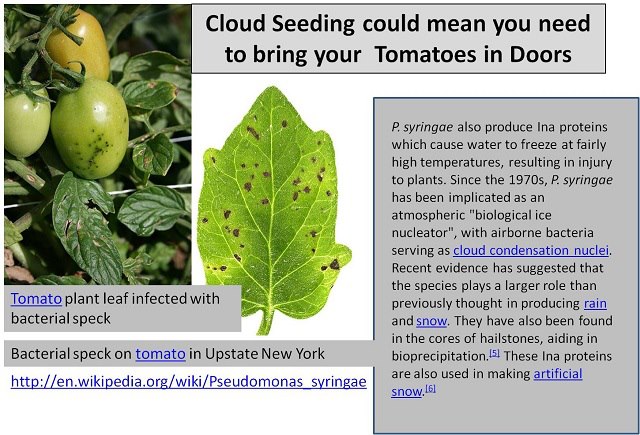 Cloud Seeding could mean you need
to bring your Tomatoes in Doors
P. syringae also produce Ina proteins
which cause water to freeze at fairly
high temperatures, resulting in injury
to plants. Since the 1970s, P. syringae
has been implicated as an
atmospheric "biological ice
nucleator", with airborne bacteria
serving as cloud condensation nuclei.
Recent evidence has suggested that
the species plays a larger role than
previously thought in producing rain
and snow. They have also been found
in the cores of hailstones, aiding in
bioprecipitation.[5] These Ina proteins
are also used in making artificial
snow.[6]
Tomato plant leaf infected with
bacterial speck
Bacterial speck on tomato in Upstate New York
http://en.wikipedia.org/wiki/Pseudomonas_syringae